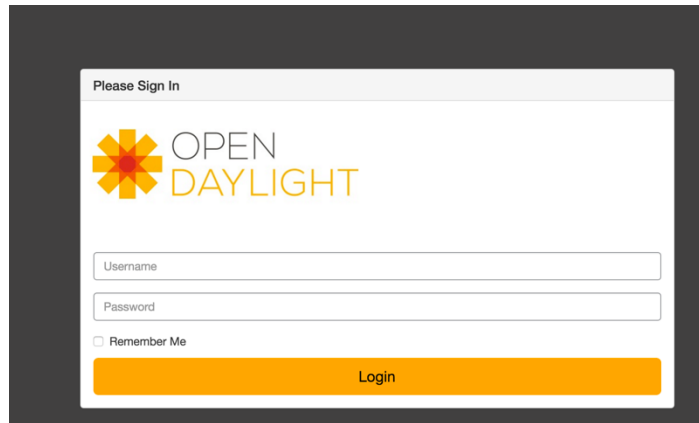 Please Sign In
OPEN
DAYLIGHT
Username
Password
Remember Me
Login